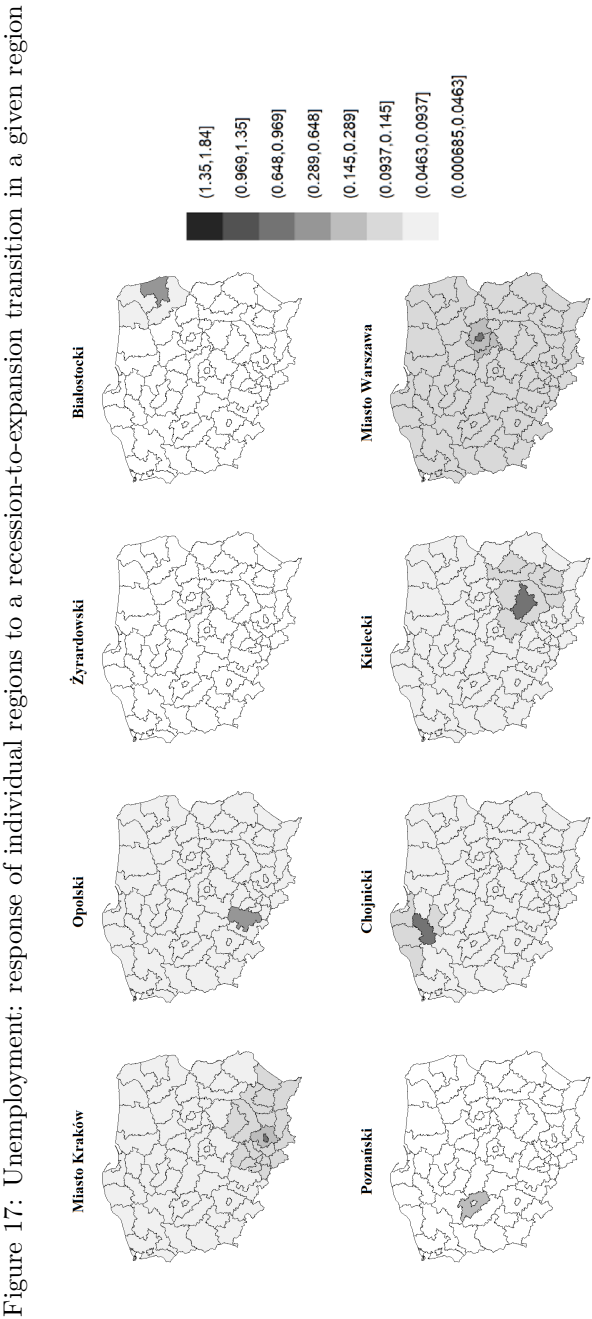 Figure 17: Unemployment: response of individual regions to a recession-to-expansion transition in a given region
Miasto Kraków
Opolski
Żyrardowski
Białostocki
Poznański
Chojnicki
Kielecki
Miasto Warszawa
(1.35,1.84]
(0.969,1.35]
(0.648,0.969]
(0.289,0.648]
(0.145,0.289]
(0.0937,0.145]
(0.0463,0.0937]
(0.000685,0.0463]